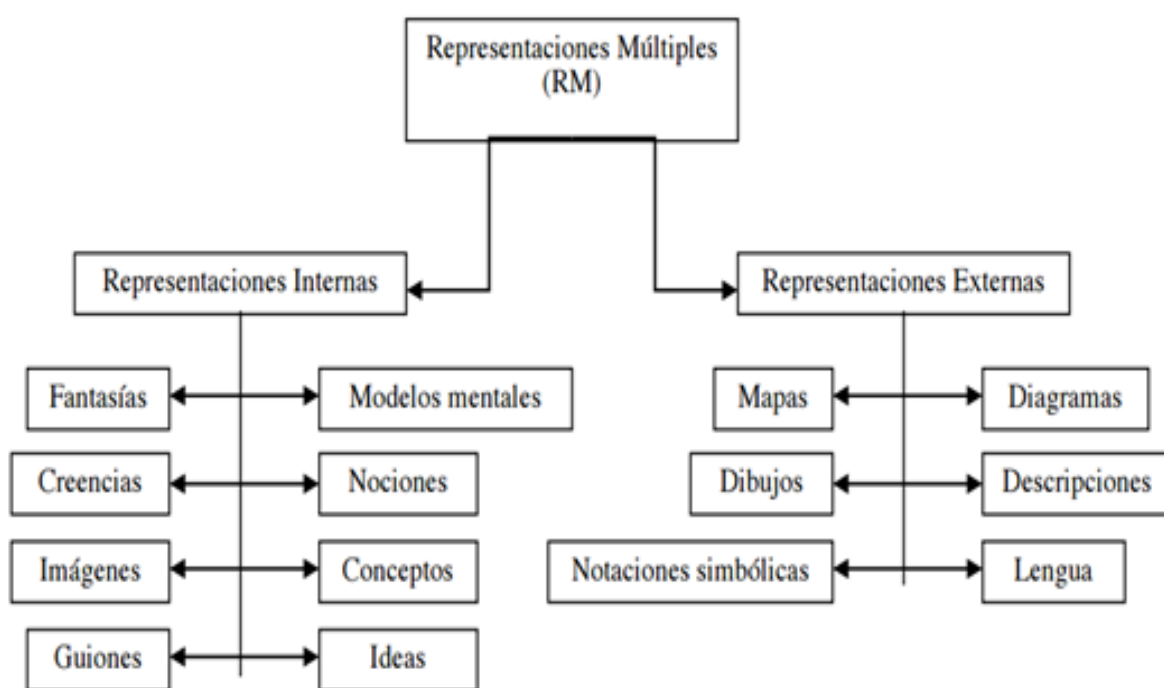 Representaciones Múltiples
(RM)
Representaciones Internas
Representaciones Externas
Fantasías
Modelos mentales
Mapas
Diagramas
Creencias
Nociones
Dibujos
Descripciones
Imágenes
Conceptos
Notaciones simbólicas
Lengua
Guiones
Ideas